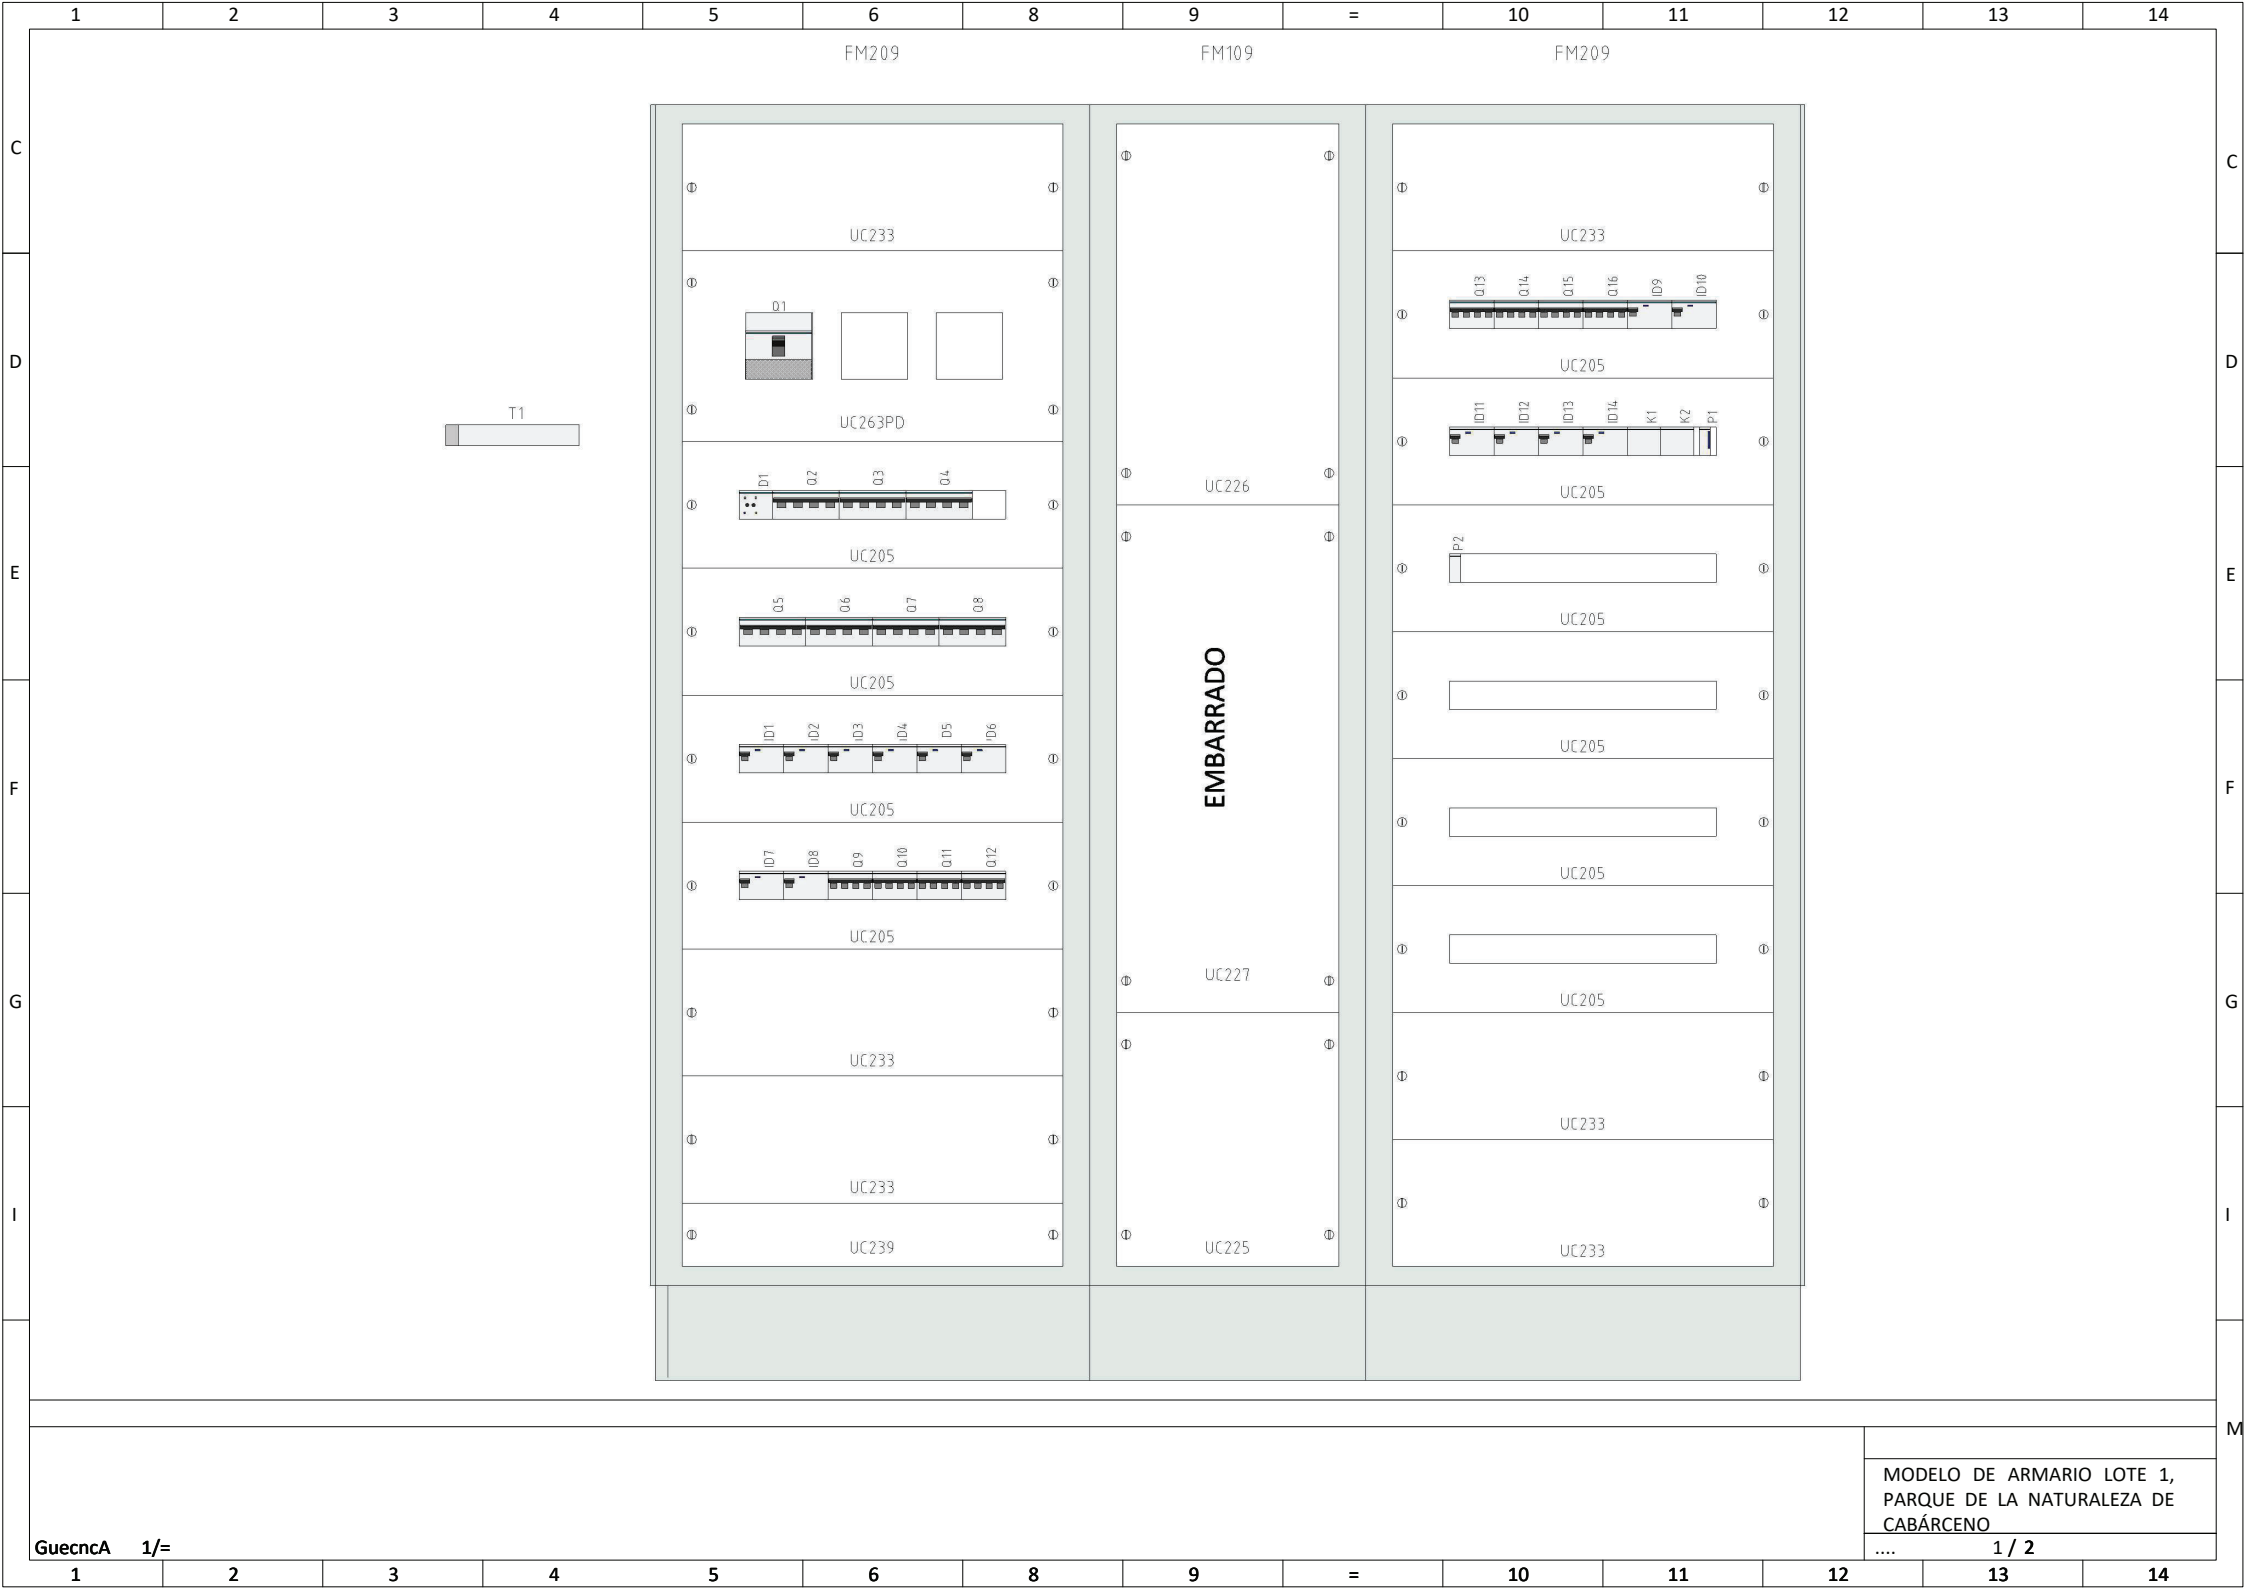 1 2 3 4 5 6 8 9 = 10 11 12 13 14
FM209 FM109 FM209
C C
UC233 UC233
Q13 Q14 Q15 Q16 ID9 ID10
Q1
D UC205 D
T1
UC263PD
ID11 ID12 ID13 ID14 K1 K2 P1
D1 Q2 Q3 Q4
UC226 UC205
P2
UC205
E E
Q5 Q6 Q7 Q8
UC205
UC205
EMBARRADO
ID1 ID2 ID3 ID4 D5 ID6
UC205
F F
UC205
ID7 ID8 Q9 Q10 Q11 Q12
UC205
UC205
UC227
G UC205 G
UC233
UC233
UC233
I I
UC239 UC225 UC233
M
MODELO DE ARMARIO LOTE 1,
PARQUE DE LA NATURALEZA DE
CABÁRCENO
GuecncA 1/=
.... 1 / 2
1 2 3 4 5 6 8 9 = 10 11 12 13 14